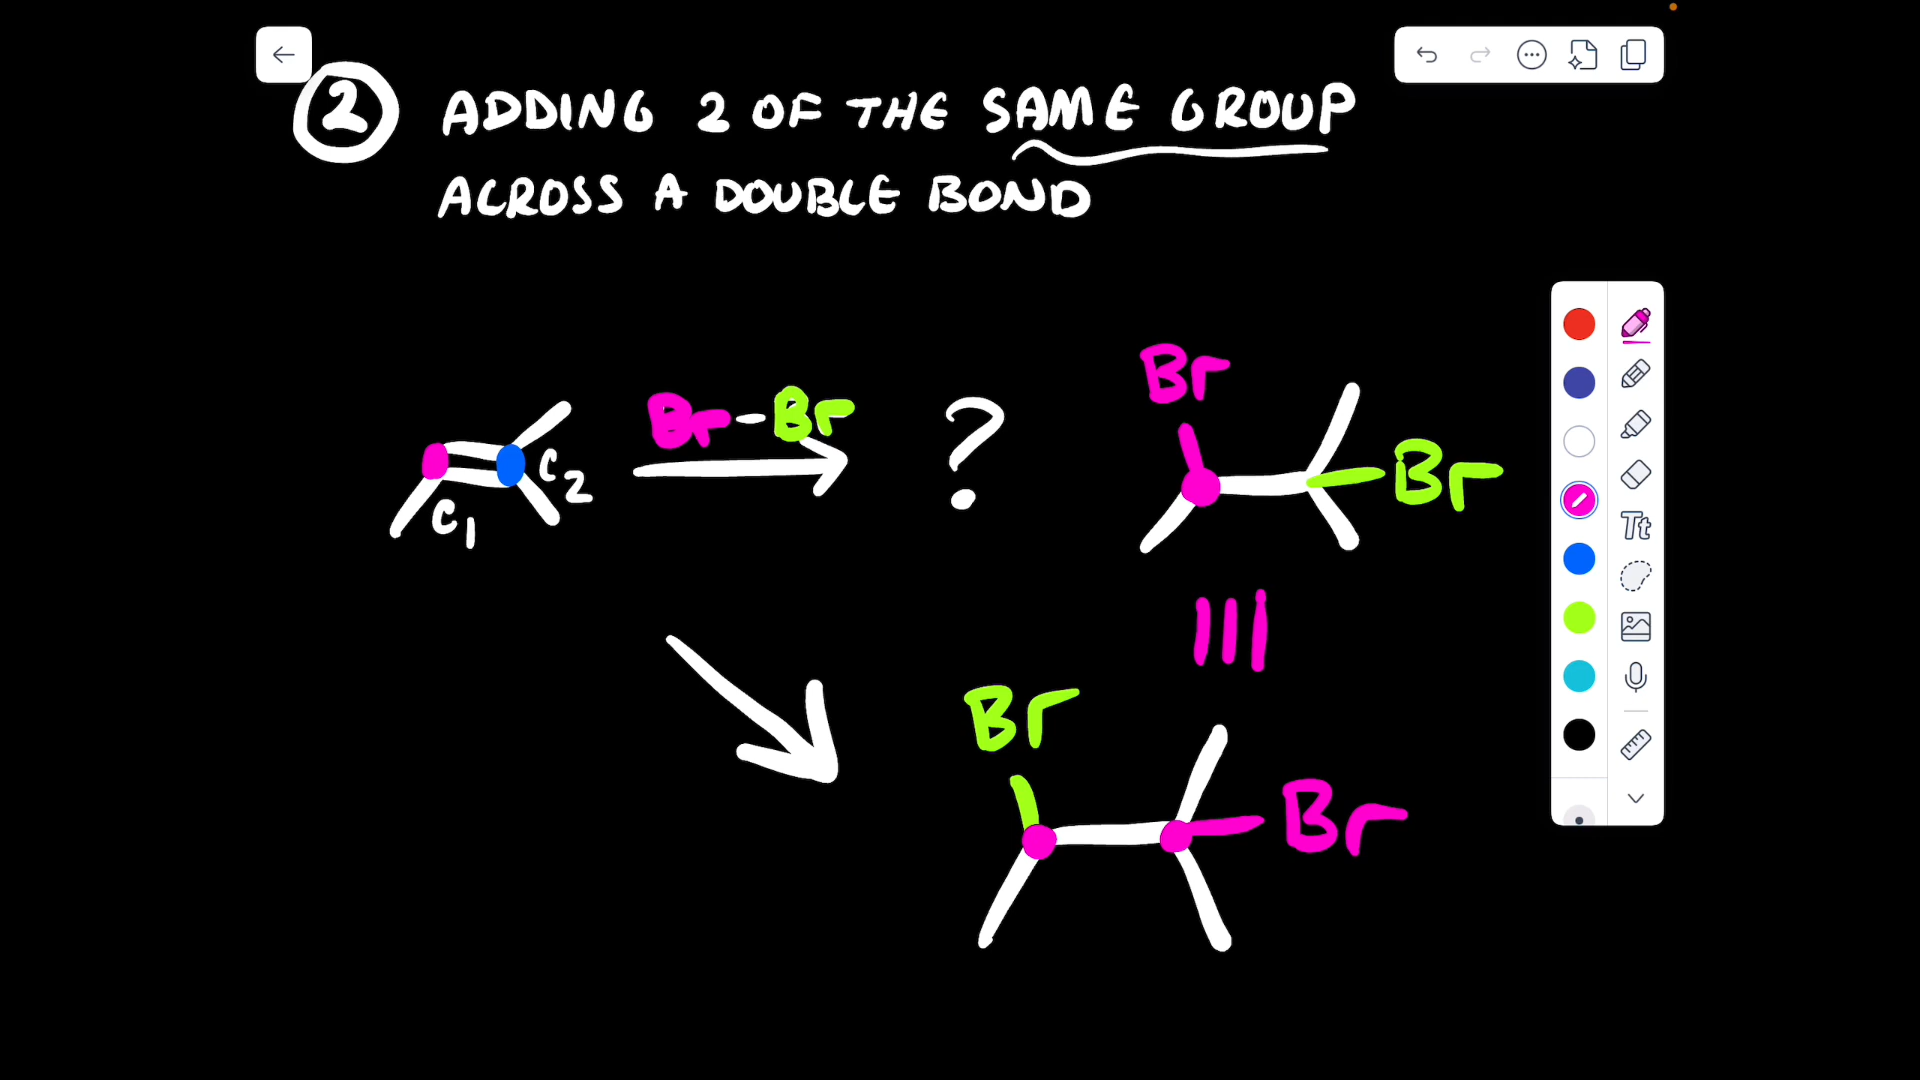 2 ADDING 2 OF THE SAME GROUP
ACROSS A DOUBLE BOND
Br
Br-Br
?
C2
Br
C1
Br
Br
Tt